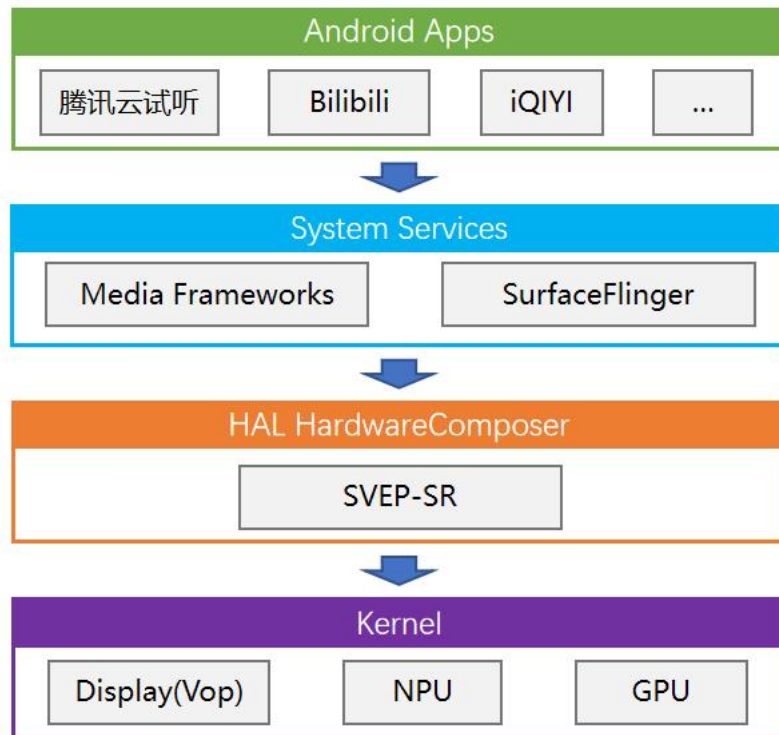 Android Apps
腾讯云试听
Bilibili
iQIYI
...
System Services
Media Frameworks
SurfaceFlinger
HAL HardwareComposer
SVEP-SR
Kernel
Display(Vop)
NPU
GPU